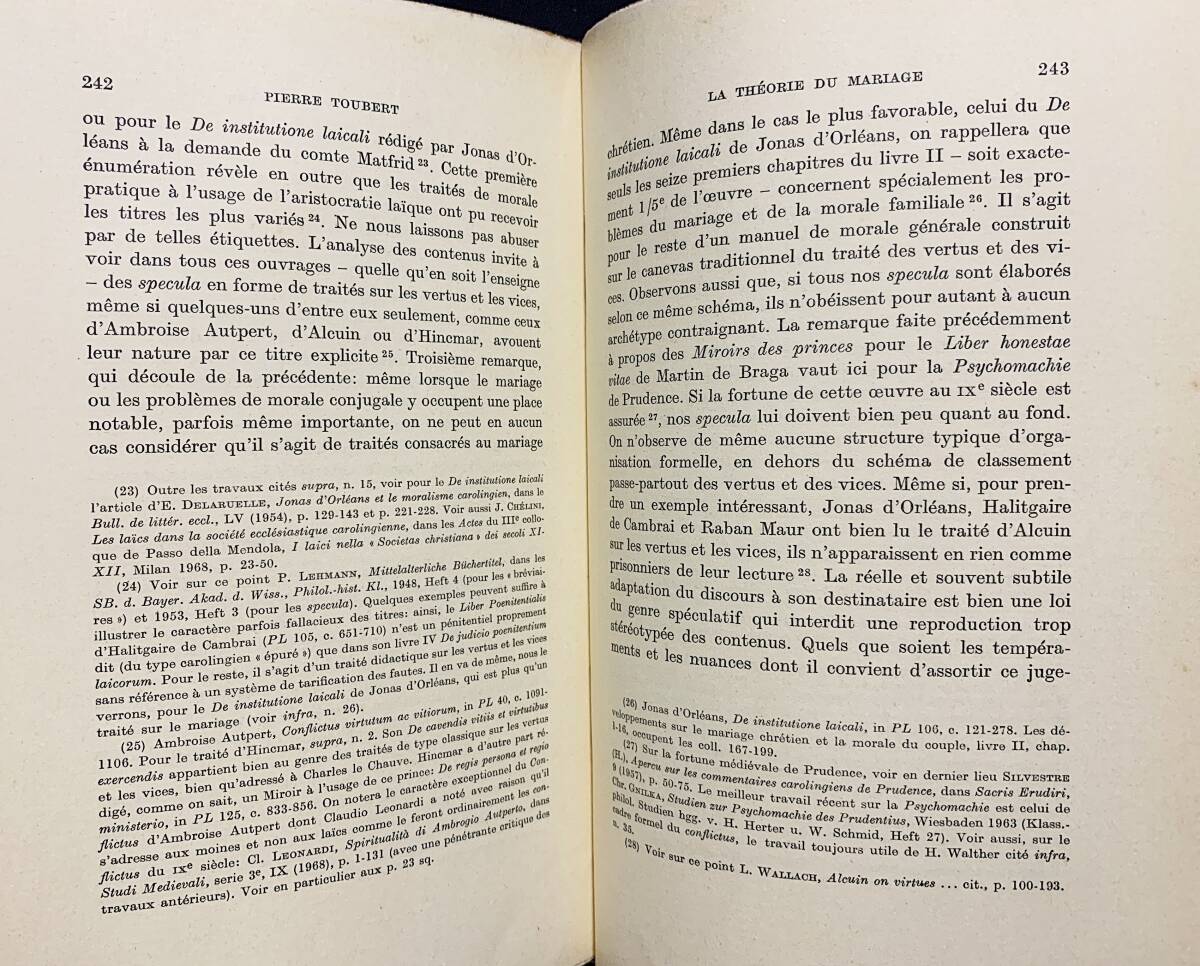 242
PIERRE TOUBERT
ou pour le De institutione laicali rédigé par Jonas d'Or-
léans à la demande du comte Matfrid 23. Cette première
énumération révèle en outre que les traités de morale
pratique à l'usage de l'aristocratie laïque ont pu recevoir
les titres les plus variés 24. Ne nous laissons pas abuser
par de telles étiquettes. L'analyse des contenus invite à
voir dans tous ces ouvrages – quelle qu'en soit l'enseigne
– des specula en forme de traités sur les vertus et les vices,
même si quelques-uns d'entre eux seulement, comme ceux
d'Ambroise Autpert, d'Alcuin ou d'Hincmar, avouent
leur nature par ce titre explicite 25. Troisième remarque,
qui découle de la précédente: même lorsque le mariage
ou les problèmes de morale conjugale y occupent une place
notable, parfois même importante, on ne peut en aucun
cas considérer qu'il s'agit de traités consacrés au mariage
(23) Outre les travaux cités supra, n. 15, voir pour le De institutione laicali
l'article d'E. DELARUELLE, Jonas d'Orléans et le moralisme carolingien, dans le
Bull. de littér. eccl., LV (1954), p. 129-143 et p. 221-228. Voir aussi J. CHÉLINI,
Les laïcs dans la société ecclésiastique carolingienne, dans les Actes du IIIe collo-
que de Passo della Mendola, I laici nella « Societas christiana » dei secoli XI-
XII, Milan 1968, p. 23-50.
(24) Voir sur ce point P. LEHMANN, Mittelalterliche Büchertitel, dans les
SB. d. Bayer. Akad. d. Wiss., Philol.-hist. Kl., 1948, Heft 4 (pour les « bréviai-
res ») et 1953, Heft 3 (pour les specula). Quelques exemples peuvent suffire à
illustrer le caractère parfois fallacieux des titres: ainsi, le Liber Poenitentialis
d'Halitgaire de Cambrai (PL 105, c. 651-710) n'est un pénitentiel proprement
dit (du type carolingien « épuré ») que dans son livre IV De judicio poenitentium
laicorum. Pour le reste, il s'agit d'un traité didactique sur les vertus et les vices
sans référence à un système de tarification des fautes. Il en va de même, nous le
verrons, pour le De institutione laicali de Jonas d'Orléans, qui est plus qu'un
traité sur le mariage (voir infra, n. 26).
(25) Ambroise Autpert, Conflictus virtutum ac vitiorum, in PL 40, c. 1091-
1106. Pour le traité d'Hincmar, supra, n. 2. Son De cavendis vitiis et virtutibus
exercendis appartient bien au genre des traités de type classique sur les vertus
et les vices, bien qu'adressé à Charles le Chauve. Hincmar a d'autre part ré-
digé, comme on sait, un Miroir à l'usage de ce prince: De regis persona et regio
ministerio, in PL 125, c. 833-856. On notera le caractère exceptionnel du Con-
flictus d'Ambroise Autpert dont Claudio Leonardi a noté avec raison qu'il
s'adresse aux moines et non aux laïcs comme le feront ordinairement les con-
flictus du IXe siècle: Cl. LEONARDI, Spiritualità di Ambrogio Autperto, dans
Studi Medievali, serie 3e, IX (1968), p. 1-131 (avec une pénétrante critique des
travaux antérieurs). Voir en particulier aux p. 23 sq.
LA THÉORIE DU MARIAGE
243
chrétien. Même dans le cas le plus favorable, celui du De
institutione laicali de Jonas d'Orléans, on rappellera que
seuls les seize premiers chapitres du livre II – soit exacte-
ment 1/5e de l'œuvre – concernent spécialement les pro-
blèmes du mariage et de la morale familiale 26. Il s'agit
pour le reste d'un manuel de morale générale construit
sur le canevas traditionnel du traité des vertus et des vi-
ces. Observons aussi que, si tous nos specula sont élaborés
selon ce même schéma, ils n'obéissent pour autant à aucun
archétype contraignant. La remarque faite précédemment
à propos des Miroirs des princes pour le Liber honestae
vitae de Martin de Braga vaut ici pour la Psychomachie
de Prudence. Si la fortune de cette œuvre au IXe siècle est
assurée 27, nos specula lui doivent bien peu quant au fond.
On n'observe de même aucune structure typique d'orga-
nisation formelle, en dehors du schéma de classement
passe-partout des vertus et des vices. Même si, pour pren-
dre un exemple intéressant, Jonas d'Orléans, Halitgaire
de Cambrai et Raban Maur ont bien lu le traité d'Alcuin
sur les vertus et les vices, ils n'apparaissent en rien comme
prisonniers de leur lecture 28. La réelle et souvent subtile
adaptation du discours à son destinataire est bien une loi
du genre spéculatif qui interdit une reproduction trop
stéréotypée des contenus. Quels que soient les tempéra-
ments et les nuances dont il convient d'assortir ce juge-
(26) Jonas d'Orléans, De institutione laicali, in PL 106, c. 121-278. Les dé-
veloppements sur le mariage chrétien et la morale du couple, livre II, chap.
1-16, occupent les coll. 167-199.
(27) Sur la fortune médiévale de Prudence, voir en dernier lieu SILVESTRE
(H.), Apercu sur les commentaires carolingiens de Prudence, dans Sacris Erudiri,
9 (1957), p. 50-75. Le meilleur travail récent sur la Psychomachie est celui de
Chr. GNILKA, Studien zur Psychomachie des Prudentius, Wiesbaden 1963 (Klass.-
philol. Studien hgg. v. H. Herter u. W. Schmid, Heft 27). Voir aussi, sur le
cadre formel du conflictus, le travail toujours utile de H. Walther cité infra,
n. 35.
(28) Voir sur ce point L. WALLACH, Alcuin on virtues ... cit., p. 100-193.